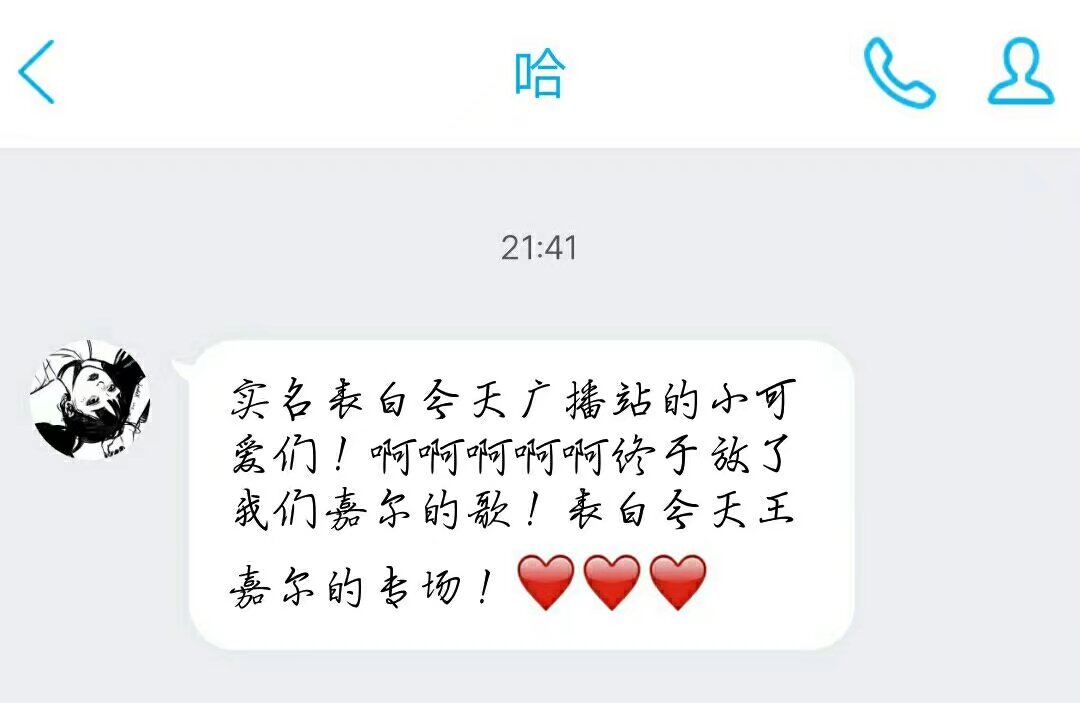 哈
21:41
实名表白今天广播站的小可
爱们！啊啊啊啊啊终于放了
我们嘉尔的歌！表白今天王
嘉尔的专场！❤️❤️❤️